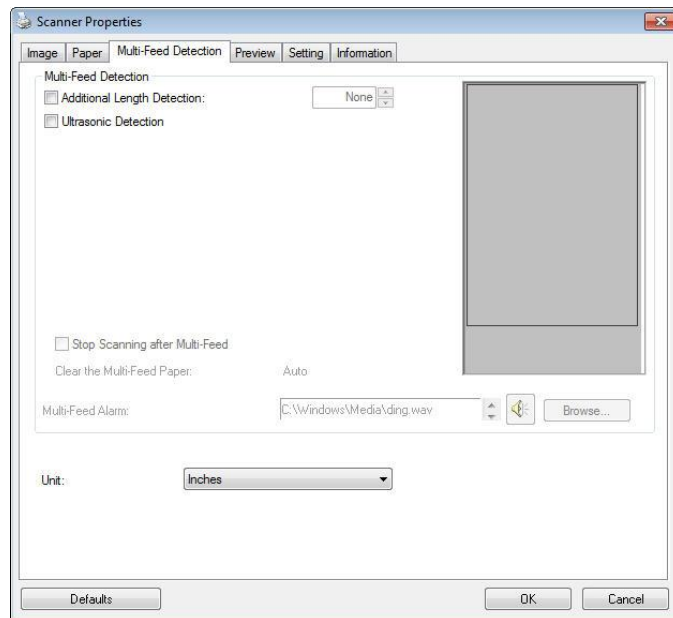 Scanner Properties
Image Paper Multi-Feed Detection Preview Setting Information
Multi-Feed Detection
Additional Length Detection: None
Ultrasonic Detection
Stop Scanning after Multi-Feed
Clear the Multi-Feed Paper: Auto
Multi-Feed Alarm: C:\Windows\Media\ding.wav Browse...
Unit: Inches
Defaults OK Cancel